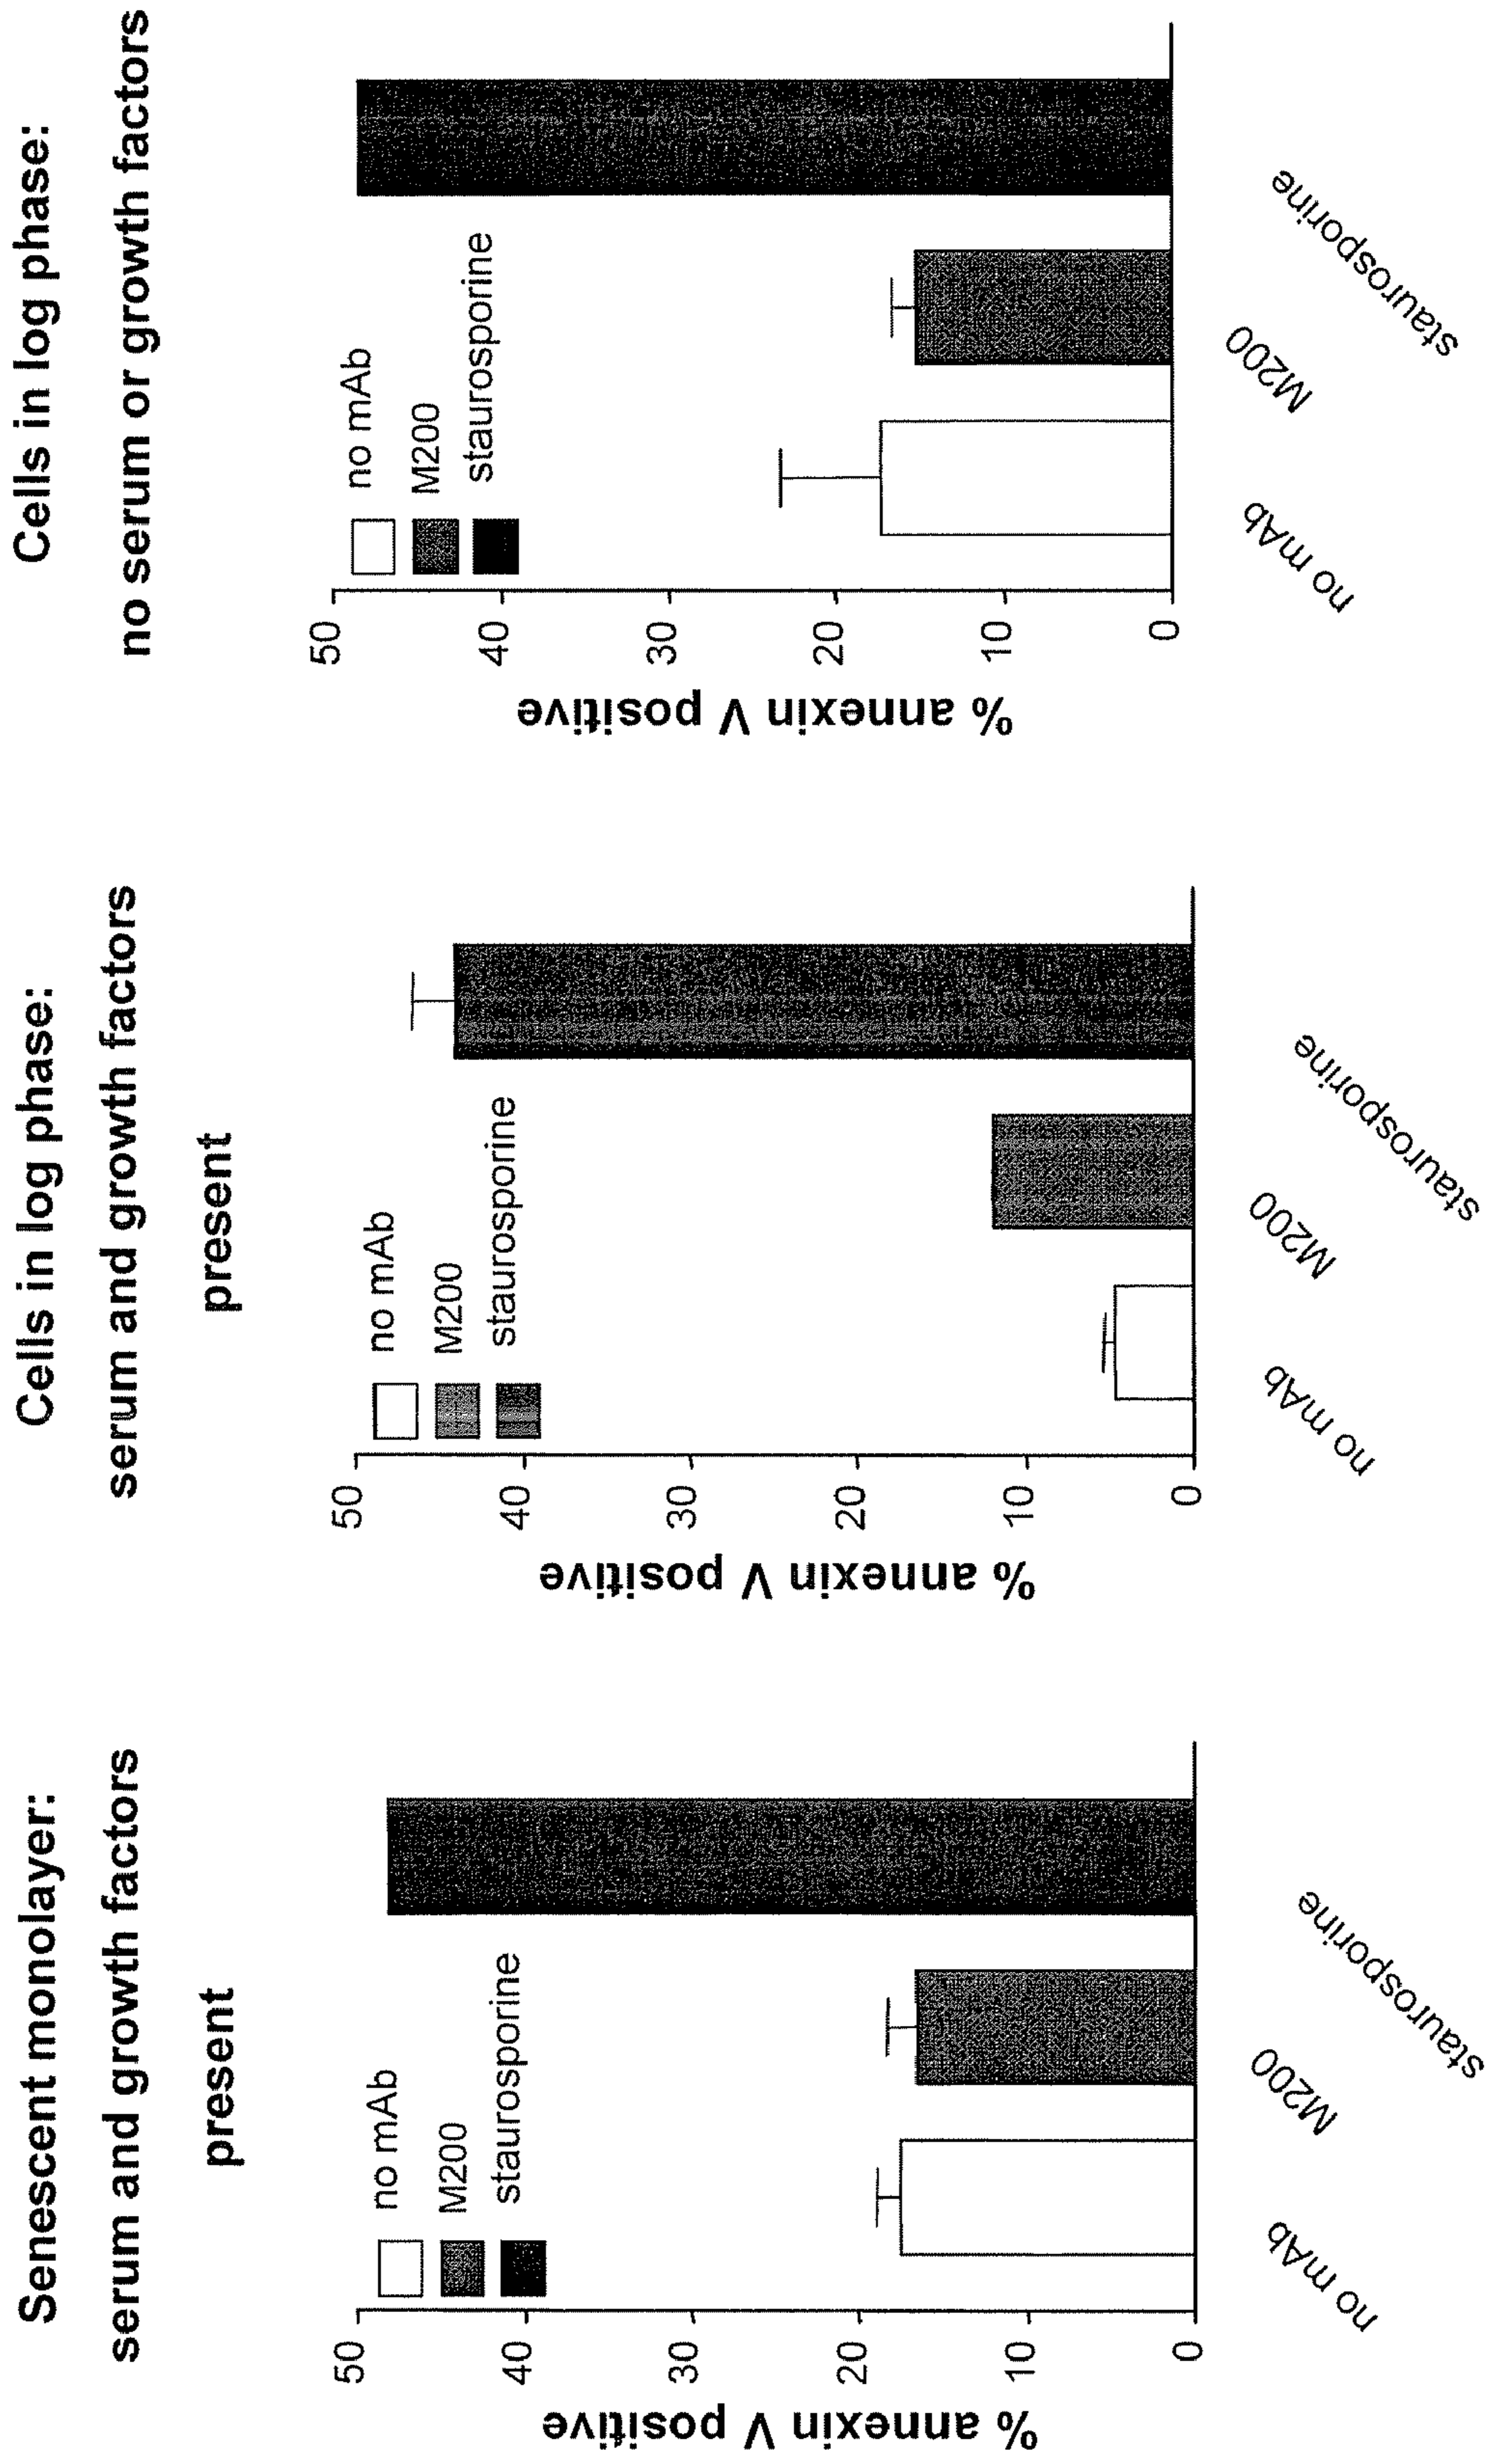 Senescent monolayer:
serum and growth factors
present
% annexin V positive
50
40
30
20
10
0
no mAb
M200
staurosporine
no mAb
M200
staurosporine
Cells in log phase:
serum and growth factors
present
% annexin V positive
50
40
30
20
10
0
no mAb
M200
staurosporine
no mAb
M200
staurosporine
Cells in log phase:
no serum or growth factors
% annexin V positive
50
40
30
20
10
0
no mAb
M200
staurosporine
no mAb
M200
staurosporine